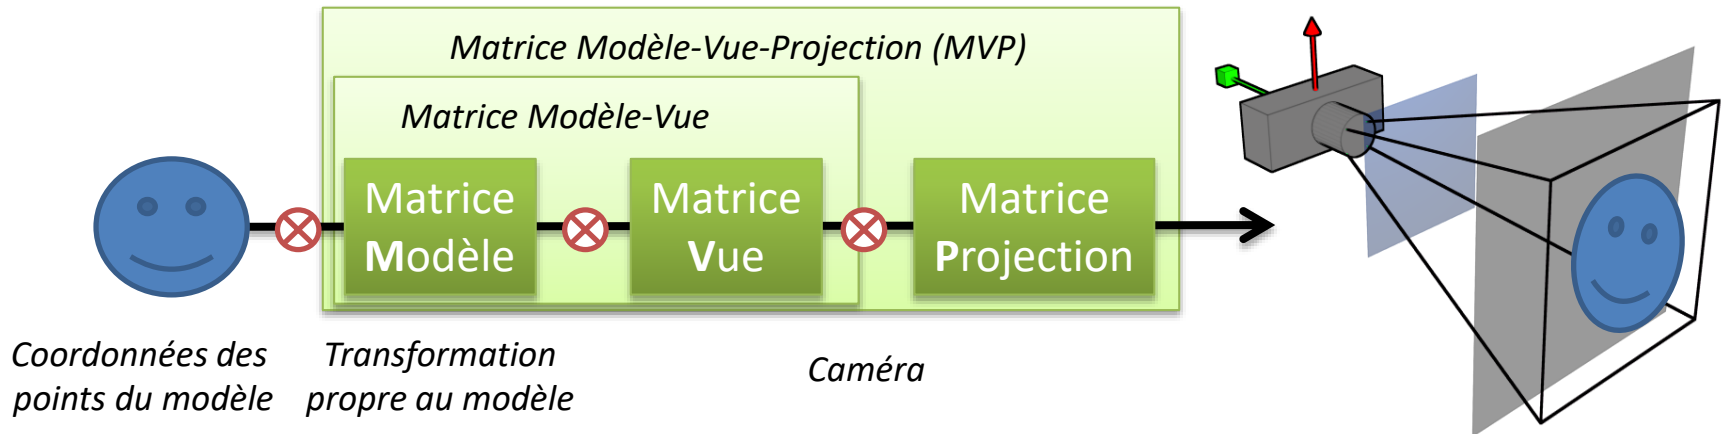 Matrice Modèle-Vue-Projection (MVP)
Matrice Modèle-Vue
Matrice
Modèle
Matrice
Vue
Matrice
Projection
Coordonnées des
points du modèle
Transformation
propre au modèle
Caméra